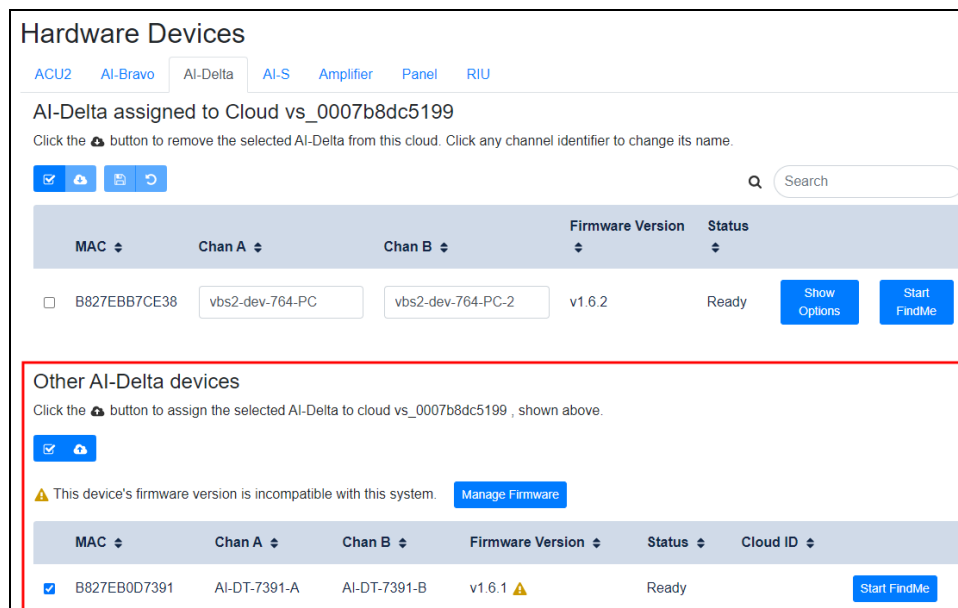 Hardware Devices
ACU2 AI-Bravo AI-Delta AI-S Amplifier Panel RIU
AI-Delta assigned to Cloud vs_0007b8dc5199
Click the button to remove the selected AI-Delta from this cloud. Click any channel identifier to change its name.
Search
MAC Chan A Chan B Firmware Version Status
B827EBB7CE38 vbs2-dev-764-PC vbs2-dev-764-PC-2 v1.6.2 Ready Show Options Start FindMe
Other AI-Delta devices
Click the button to assign the selected AI-Delta to cloud vs_0007b8dc5199 , shown above.
This device's firmware version is incompatible with this system. Manage Firmware
MAC Chan A Chan B Firmware Version Status Cloud ID
B827EB0D7391 AI-DT-7391-A AI-DT-7391-B v1.6.1 Ready Start FindMe